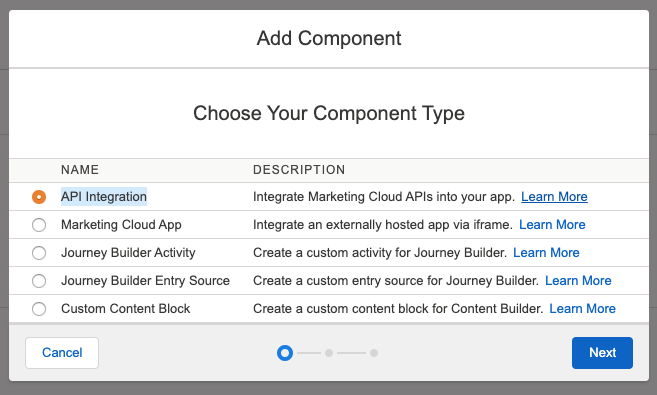 Add Component
Choose Your Component Type
NAME DESCRIPTION
API Integration Integrate Marketing Cloud APIs into your app. Learn More
Marketing Cloud App Integrate an externally hosted app via iframe. Learn More
Journey Builder Activity Create a custom activity for Journey Builder. Learn More
Journey Builder Entry Source Create a custom entry source for Journey Builder. Learn More
Custom Content Block Create a custom content block for Content Builder. Learn More
Cancel Next